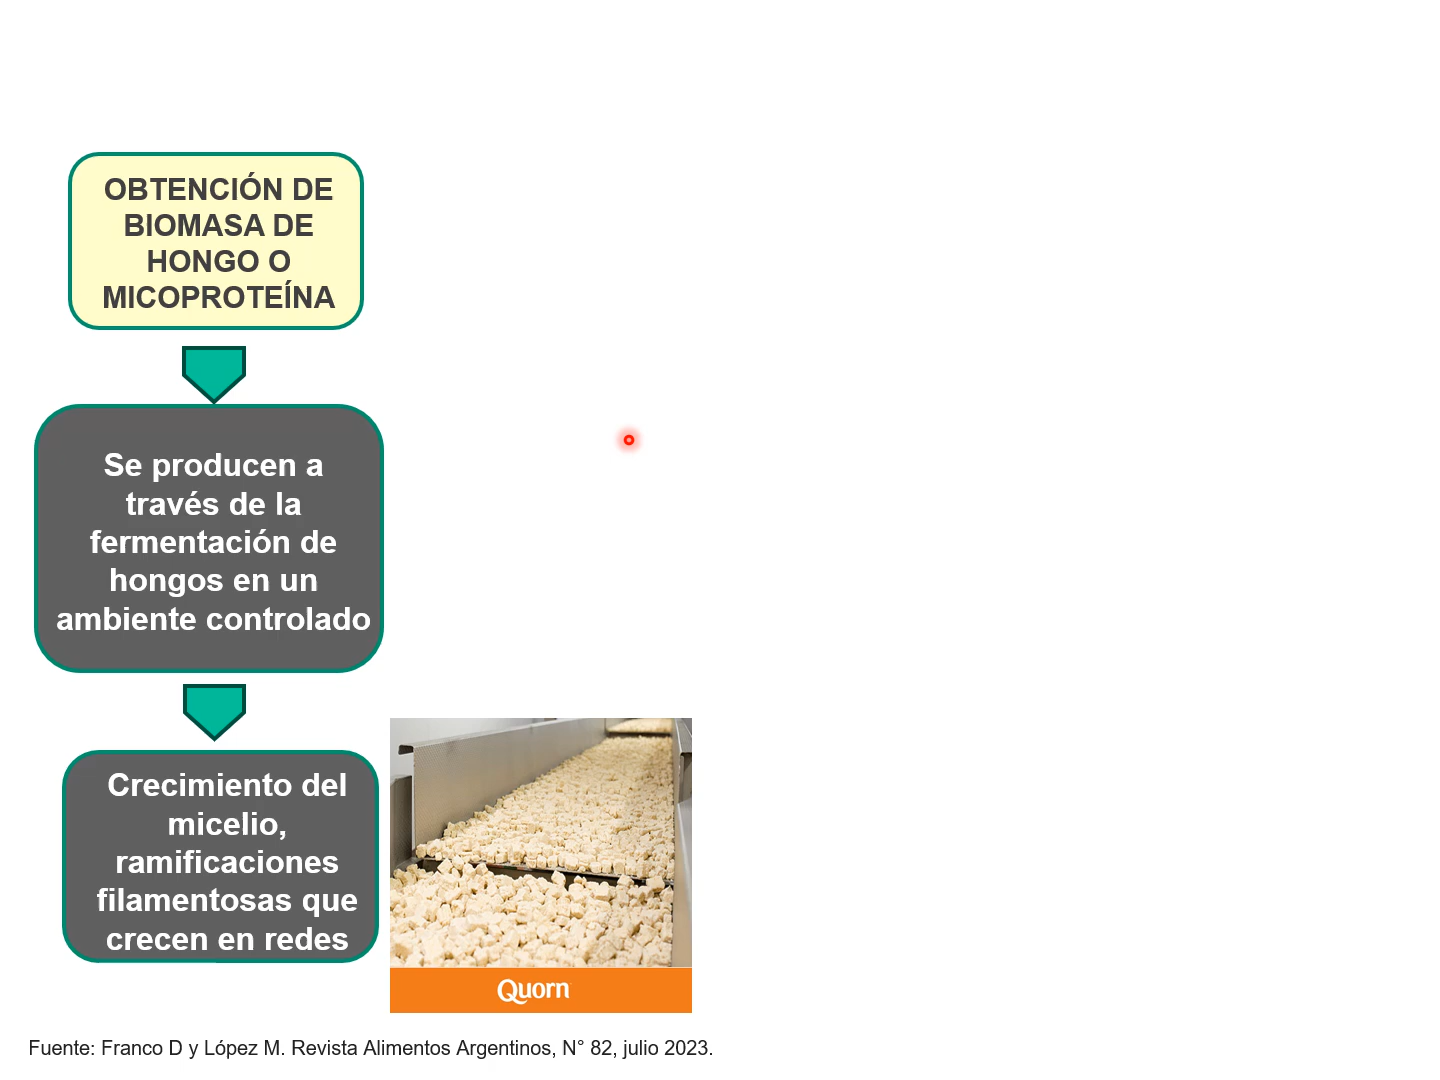 OBTENCIÓN DE
BIOMASA DE
HONGO O
MICOPROTEÍNA
Se producen a
través de la
fermentación de
hongos en un
ambiente controlado
Crecimiento del
micelio,
ramificaciones
filamentosas que
crecen en redes
Quorn
Fuente: Franco D y López M. Revista Alimentos Argentinos, N° 82, julio 2023.